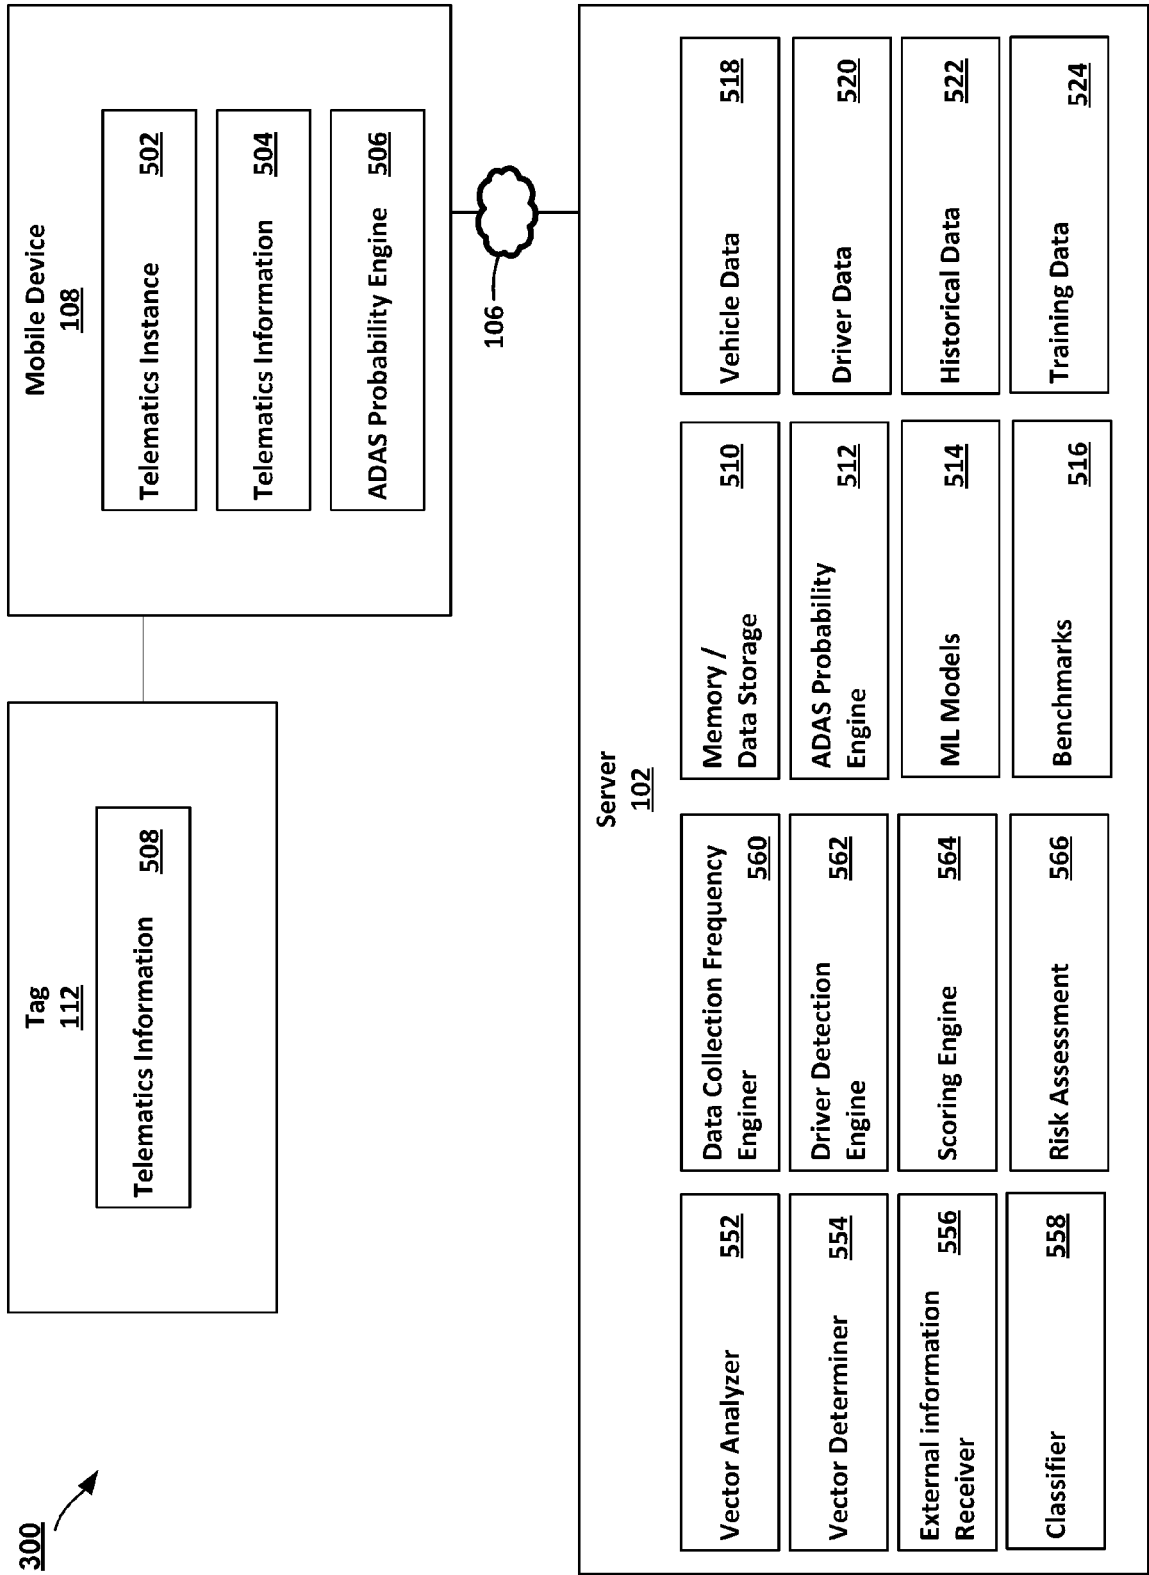 300
Tag
112
Telematics Information
508
Mobile Device
108
Telematics Instance
502
Telematics Information
504
ADAS Probability Engine
506
106
Server
102
Vector Analyzer
552
Vector Determiner
554
External information
Receiver
556
Classifier
558
Data Collection Frequency
Enginer
560
Driver Detection
Engine
562
Scoring Engine
564
Risk Assessment
566
Memory /
Data Storage
510
ADAS Probability
Engine
512
ML Models
514
Benchmarks
516
Vehicle Data
518
Driver Data
520
Historical Data
522
Training Data
524